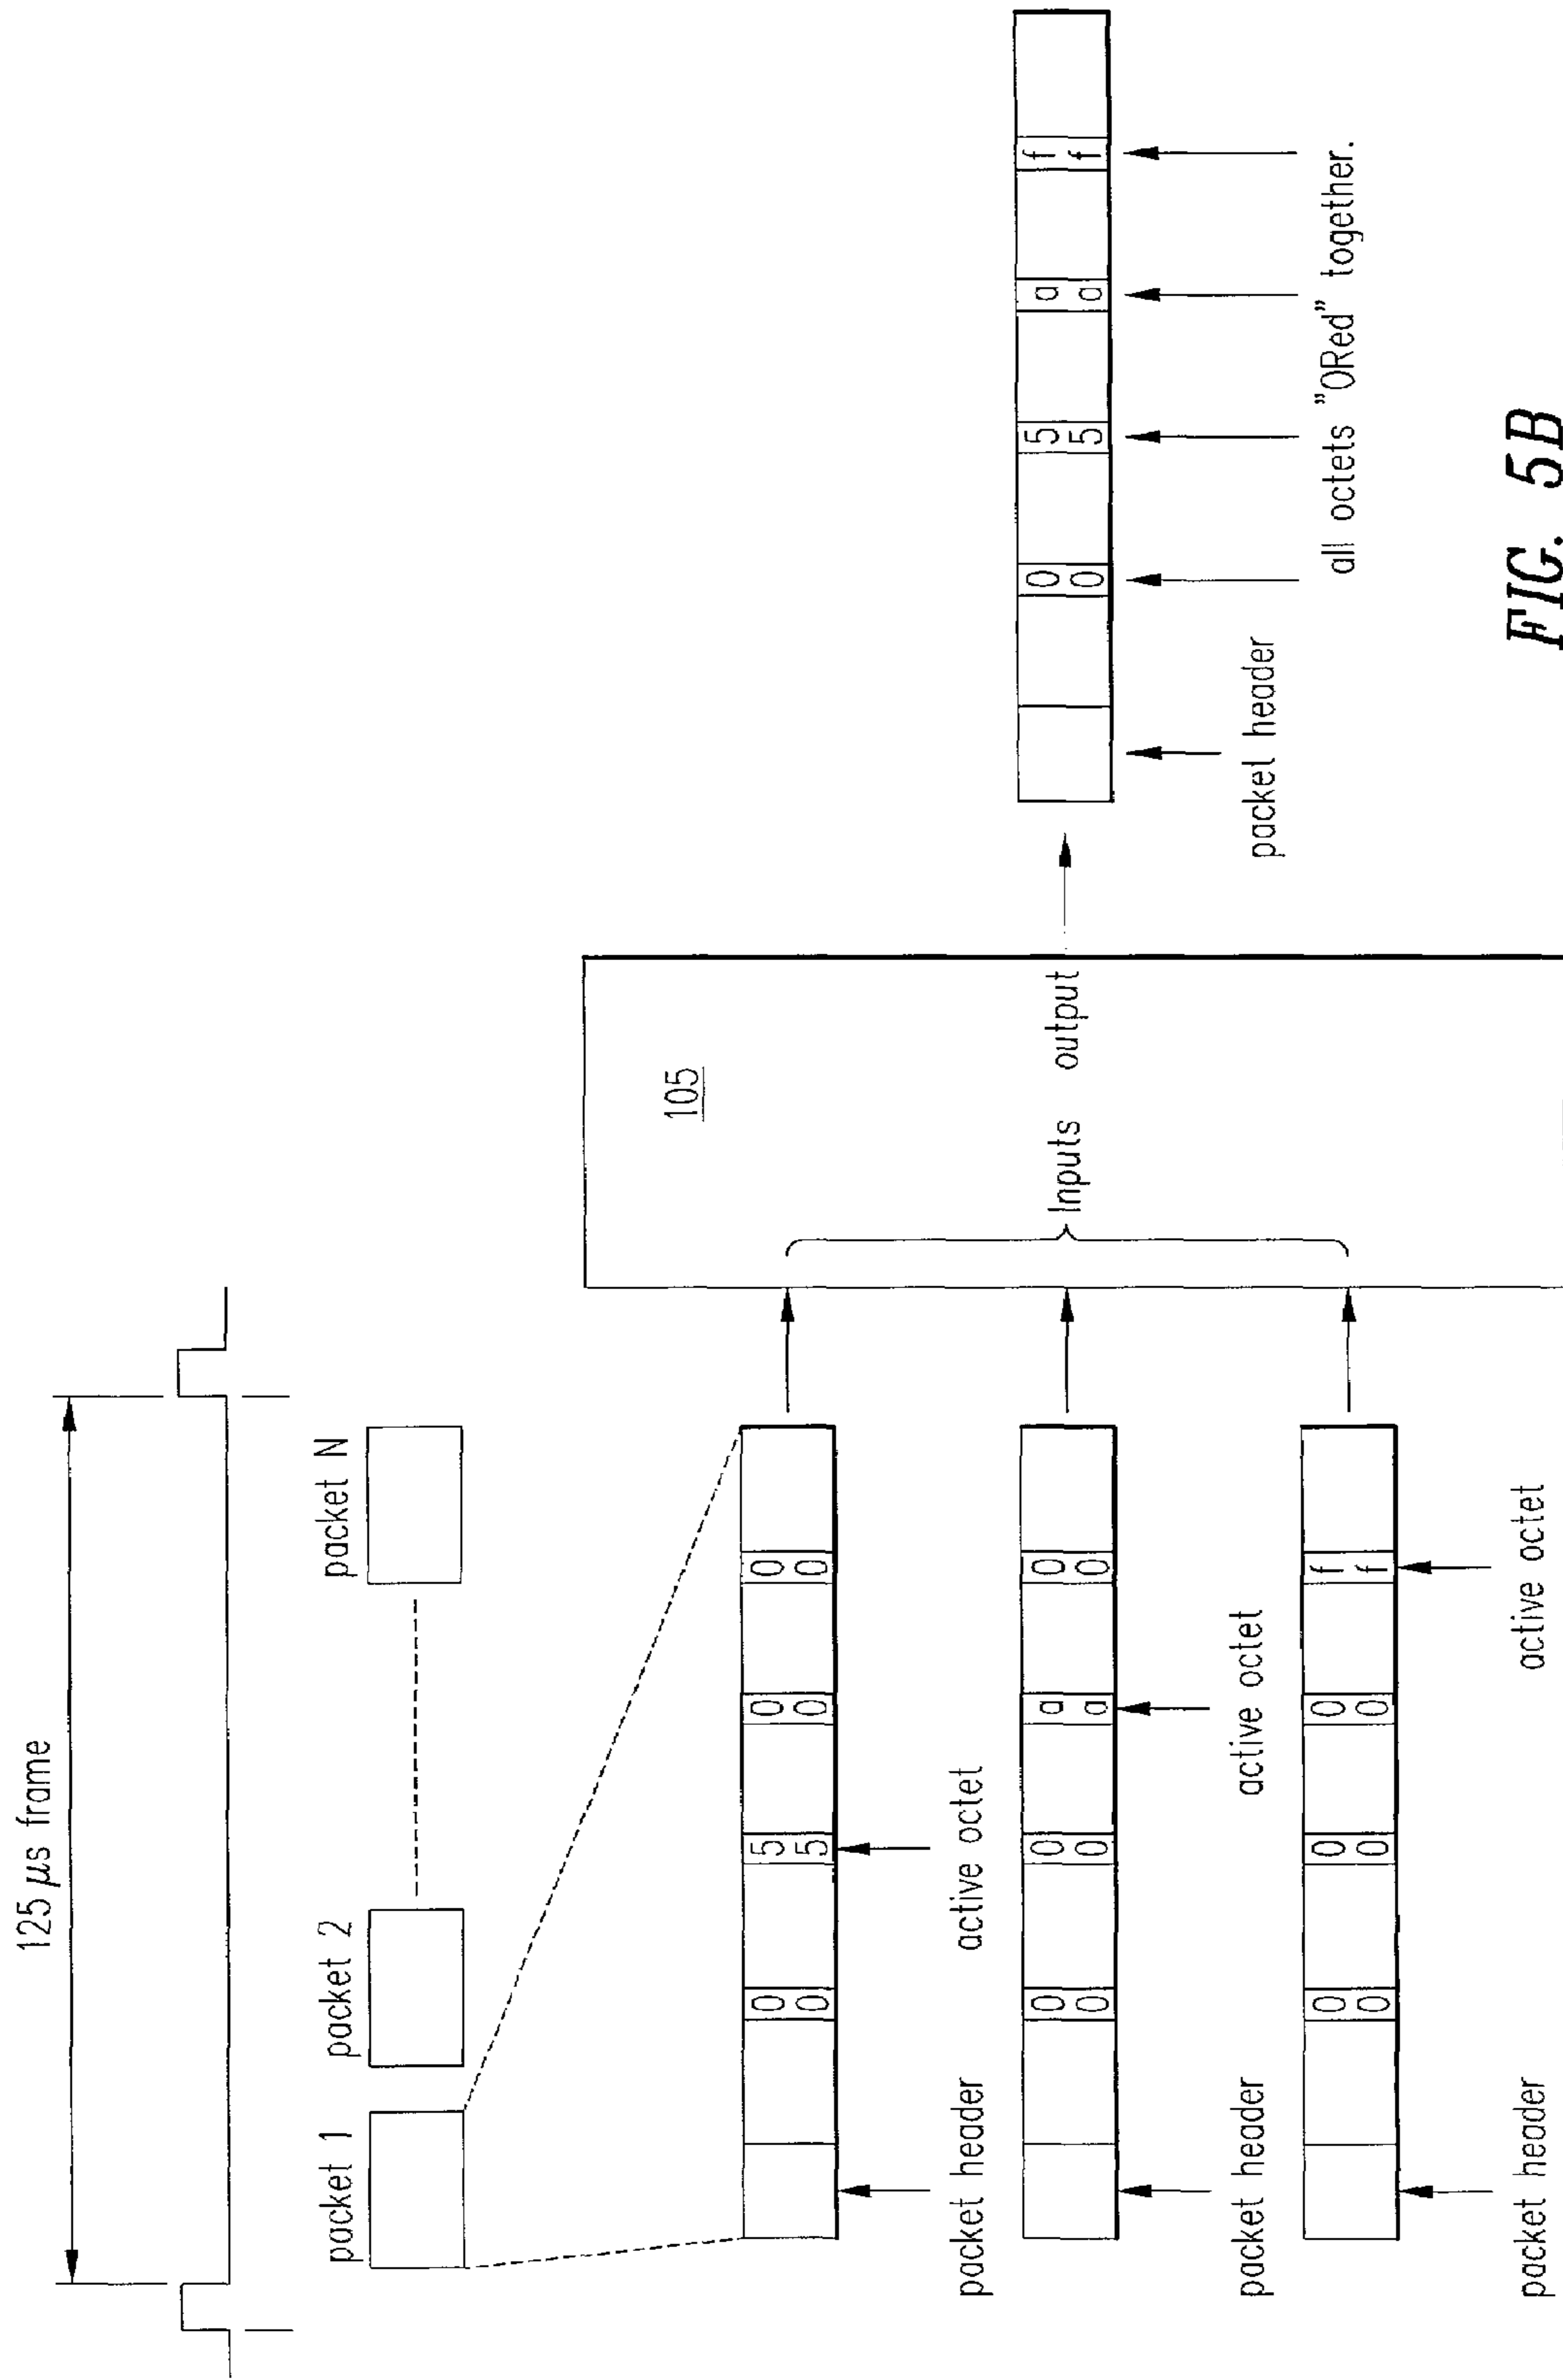 125 μs frame
packet 1
packet 2
packet N
0 0
5 5
0 0
0 0
packet header
active octet
0 0
0 0
a a
0 0
packet header
active octet
0 0
0 0
0 0
f f
packet header
active octet
105
Inputs
output
0 0
5 5
a a
f f
packet header
all octets "ORed" together.
FIG. 5B